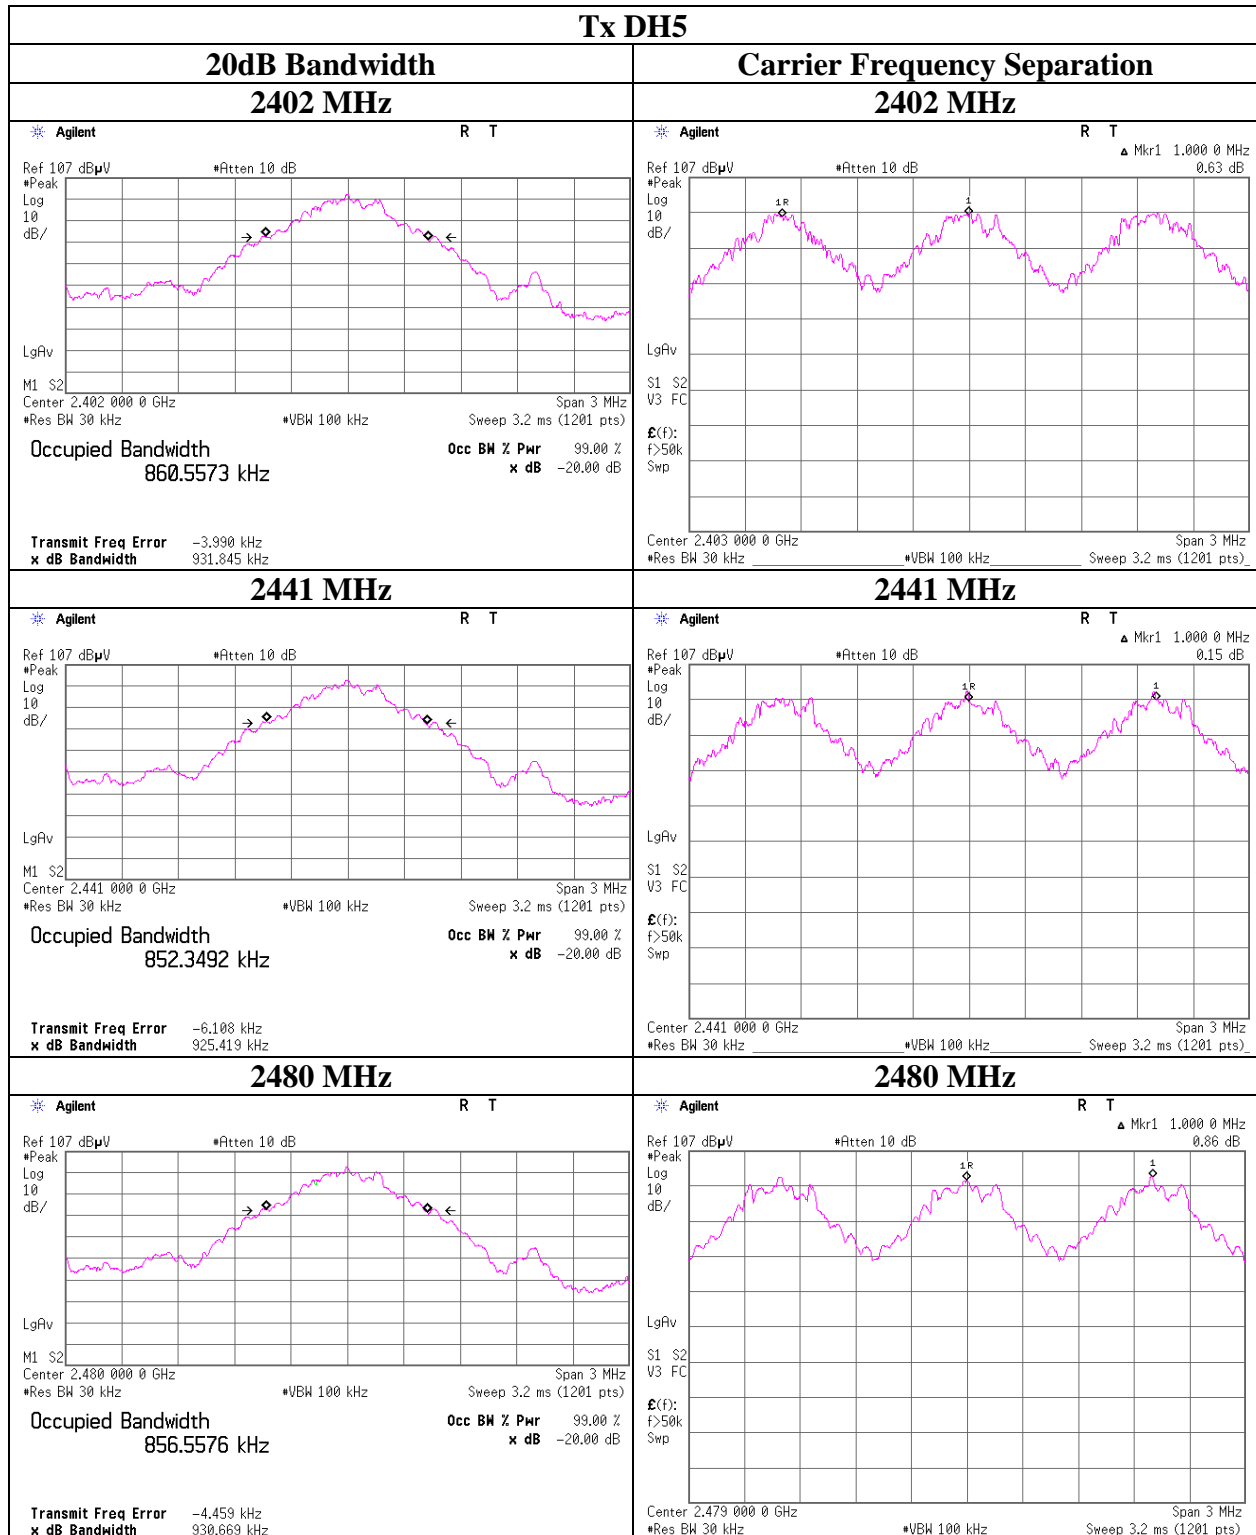 Tx DH5
20dB Bandwidth
Carrier Frequency Separation
2402 MHz
2402 MHz
Agilent
R T
Ref 107 dBµV
#Atten 10 dB
#Peak
Log
10
dB/
LgAv
M1 S2
Center 2.402 000 0 GHz
Span 3 MHz
#Res BW 30 kHz
#VBW 100 kHz
Sweep 3.2 ms (1201 pts)
Occupied Bandwidth
860.5573 kHz
Occ BW % Pwr 99.00 %
x dB -20.00 dB
Transmit Freq Error -3.990 kHz
x dB Bandwidth 931.845 kHz
Agilent
R T
Δ Mkr1 1.000 0 MHz
Ref 107 dBµV
#Atten 10 dB
0.63 dB
#Peak
Log
10
dB/
1R
1
LgAv
S1 S2
V3 FC
£(f):
f>50k
Swp
Center 2.403 000 0 GHz
Span 3 MHz
#Res BW 30 kHz
#VBW 100 kHz
Sweep 3.2 ms (1201 pts)
2441 MHz
2441 MHz
Agilent
R T
Ref 107 dBµV
#Atten 10 dB
#Peak
Log
10
dB/
LgAv
M1 S2
Center 2.441 000 0 GHz
Span 3 MHz
#Res BW 30 kHz
#VBW 100 kHz
Sweep 3.2 ms (1201 pts)
Occupied Bandwidth
852.3492 kHz
Occ BW % Pwr 99.00 %
x dB -20.00 dB
Transmit Freq Error -6.108 kHz
x dB Bandwidth 925.419 kHz
Agilent
R T
Δ Mkr1 1.000 0 MHz
Ref 107 dBµV
#Atten 10 dB
0.15 dB
#Peak
Log
10
dB/
1R
1
LgAv
S1 S2
V3 FC
£(f):
f>50k
Swp
Center 2.441 000 0 GHz
Span 3 MHz
#Res BW 30 kHz
#VBW 100 kHz
Sweep 3.2 ms (1201 pts)
2480 MHz
2480 MHz
Agilent
R T
Ref 107 dBµV
#Atten 10 dB
#Peak
Log
10
dB/
LgAv
M1 S2
Center 2.480 000 0 GHz
Span 3 MHz
#Res BW 30 kHz
#VBW 100 kHz
Sweep 3.2 ms (1201 pts)
Occupied Bandwidth
856.5576 kHz
Occ BW % Pwr 99.00 %
x dB -20.00 dB
Transmit Freq Error -4.459 kHz
x dB Bandwidth 930.669 kHz
Agilent
R T
Δ Mkr1 1.000 0 MHz
Ref 107 dBµV
#Atten 10 dB
0.86 dB
#Peak
Log
10
dB/
1R
1
LgAv
S1 S2
V3 FC
£(f):
f>50k
Swp
Center 2.479 000 0 GHz
Span 3 MHz
#Res BW 30 kHz
#VBW 100 kHz
Sweep 3.2 ms (1201 pts)